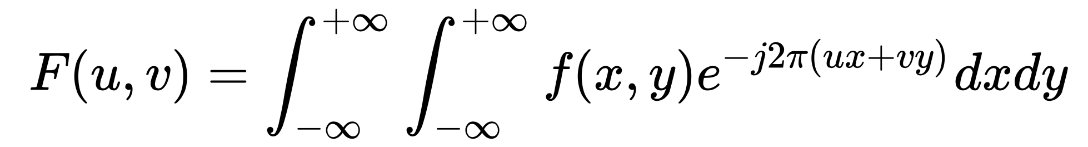 F(u, v) = ∫_{-∞}^{+∞} ∫_{-∞}^{+∞} f(x, y)e^{-j2π(ux+vy)} dxdy